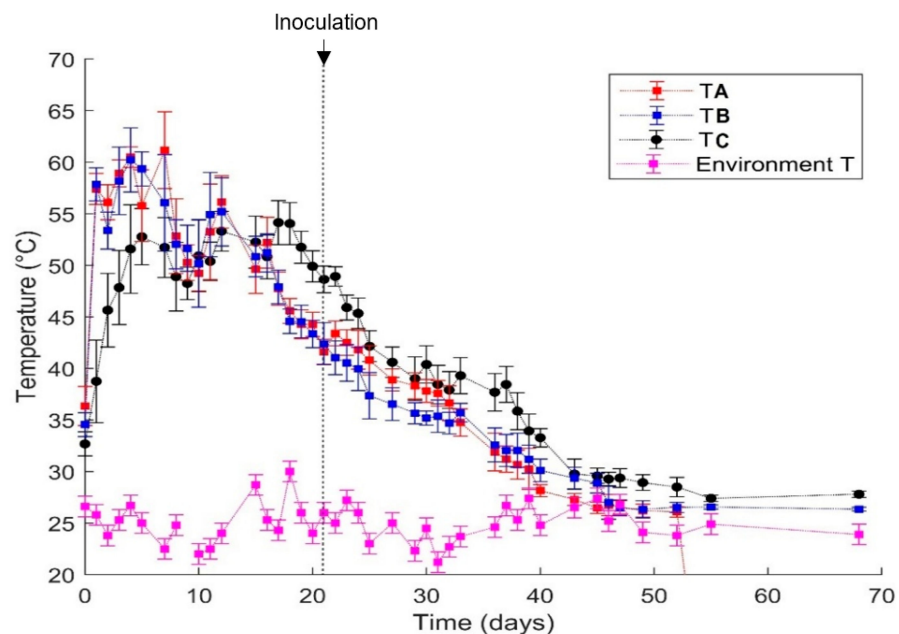 Inoculation
70
65
60
55
50
45
40
35
30
25
20
Temperature (°C)
TA
TB
TC
Environment T
0 10 20 30 40 50 60 70
Time (days)